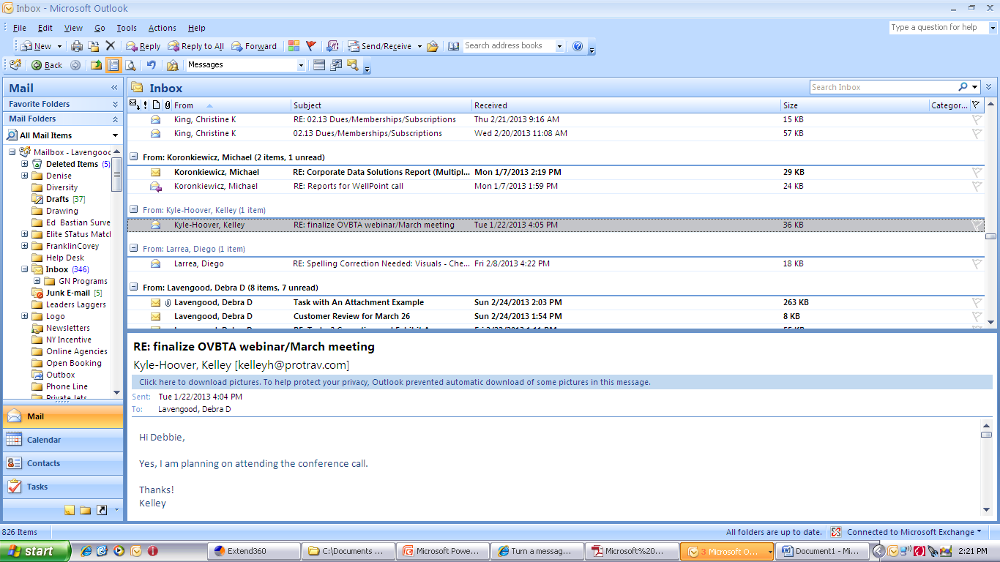 Inbox - Microsoft Outlook
File Edit View Go Tools Actions Help
Type a question for help
New Reply Reply to All Forward Send/Receive Search address books
Back Messages
Mail «
Favorite Folders
Mail Folders
All Mail Items
Mailbox - Lavengood
Deleted Items (5)
Denise
Diversity
Drafts [37]
Drawing
Ed Bastian Surve
Elite STatus Matcl
FranklinCovey
Help Desk
Inbox (346)
GN Programs
Junk E-mail [5]
Leaders Laggers
Logo
Newsletters
NY Incentive
Online Agencies
Open Booking
Outbox
Phone Line
Private Jets
Mail
Calendar
Contacts
Tasks
Inbox
Search Inbox
From Subject Received Size Categor...
King, Christine K RE: 02.13 Dues/Memberships/Subscriptions Thu 2/21/2013 9:16 AM 15 KB
King, Christine K 02.13 Dues/Memberships/Subscriptions Wed 2/20/2013 11:08 AM 57 KB
From: Koronkiewicz, Michael (2 items, 1 unread)
Koronkiewicz, Michael RE: Corporate Data Solutions Report (Multipl... Mon 1/7/2013 2:19 PM 29 KB
Koronkiewicz, Michael RE: Reports for WellPoint call Mon 1/7/2013 1:59 PM 24 KB
From: Kyle-Hoover, Kelley (1 item)
Kyle-Hoover, Kelley RE: finalize OVBTA webinar/March meeting Tue 1/22/2013 4:05 PM 36 KB
From: Larrea, Diego (1 item)
Larrea, Diego RE: Spelling Correction Needed: Visuals - Che... Fri 2/8/2013 4:22 PM 18 KB
From: Lavengood, Debra D (8 items, 7 unread)
Lavengood, Debra D Task with An Attachment Example Sun 2/24/2013 2:03 PM 263 KB
Lavengood, Debra D Customer Review for March 26 Sun 2/24/2013 1:54 PM 8 KB
RE: finalize OVBTA webinar/March meeting
Kyle-Hoover, Kelley [kelleyh@protrav.com]
Click here to download pictures. To help protect your privacy, Outlook prevented automatic download of some pictures in this message.
Sent: Tue 1/22/2013 4:04 PM
To: Lavengood, Debra D
Hi Debbie,
Yes, I am planning on attending the conference call.
Thanks!
Kelley
826 Items
All folders are up to date. Connected to Microsoft Exchange
start Extend360 C:\Documents ... Microsoft Powe... Turn a messag... Microsoft%20... 3 Microsoft O... Document1 - Mi... 2:21 PM